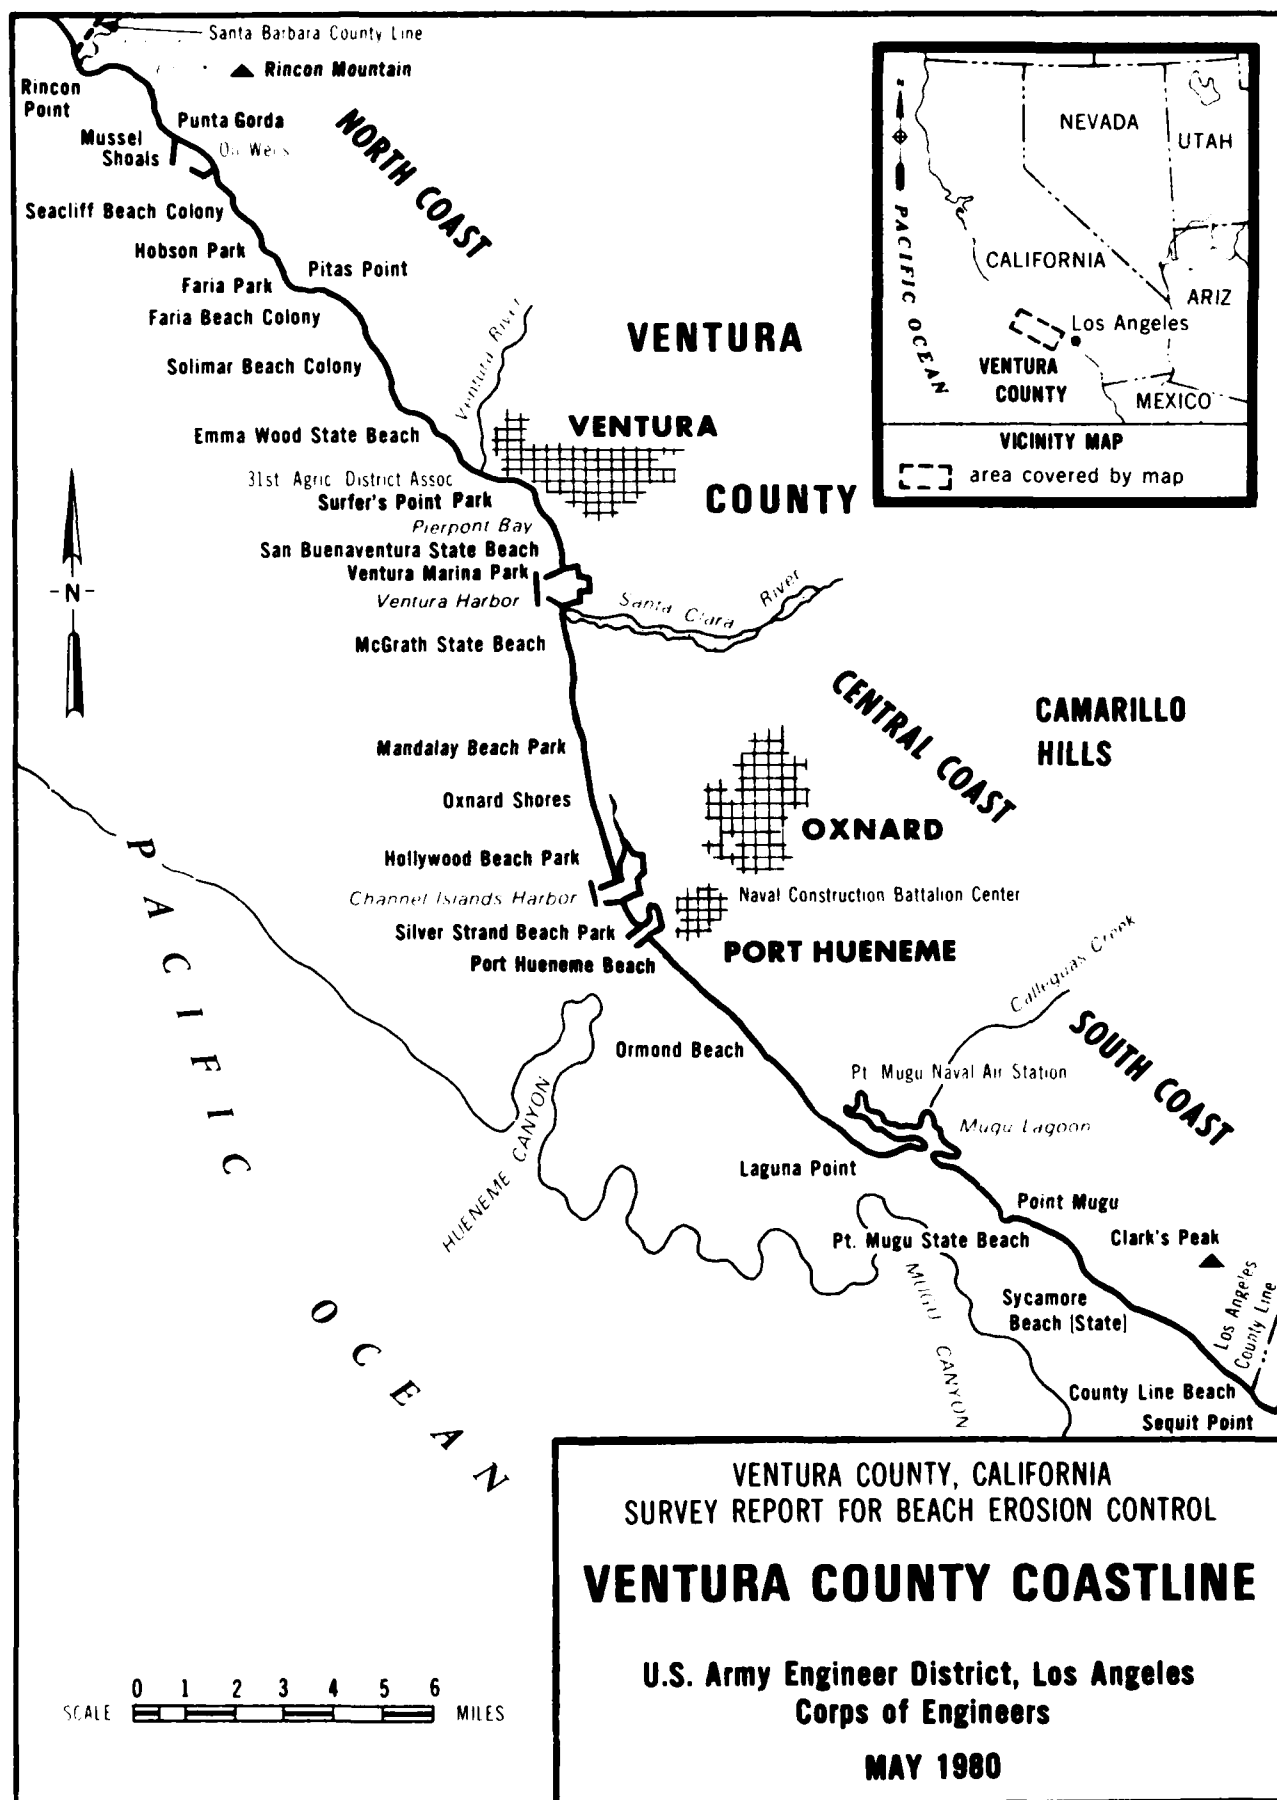 Santa Barbara County Line
Rincon Mountain
Rincon
Point
Punta Gorda
Mussel
Shoals
Oil Wells
NORTH COAST
Seacliff Beach Colony
Hobson Park
Pitas Point
Faria Park
Faria Beach Colony
Solimar Beach Colony
Ventura River
VENTURA
COUNTY
VENTURA
Emma Wood State Beach
31st Agric District Assoc
Surfer's Point Park
Pierpont Bay
San Buenaventura State Beach
Ventura Marina Park
Ventura Harbor
Santa Clara River
McGrath State Beach
CENTRAL COAST
CAMARILLO
HILLS
Mandalay Beach Park
Oxnard Shores
OXNARD
Hollywood Beach Park
Channel Islands Harbor
Naval Construction Battalion Center
Silver Strand Beach Park
PORT HUENEME
Port Hueneme Beach
Calleguas Creek
SOUTH COAST
Ormond Beach
Pt. Mugu Naval Air Station
Mugu Lagoon
HUENEME CANYON
Laguna Point
Point Mugu
Pt. Mugu State Beach
Clark's Peak
MUGU CANYON
Sycamore
Beach (State)
Los Angeles
County Line
County Line Beach
Sequit Point
PACIFIC OCEAN
N
N
PACIFIC OCEAN
NEVADA
UTAH
CALIFORNIA
ARIZ
Los Angeles
VENTURA
COUNTY
MEXICO
VICINITY MAP
area covered by map
SCALE 0 1 2 3 4 5 6 MILES
VENTURA COUNTY, CALIFORNIA
SURVEY REPORT FOR BEACH EROSION CONTROL
VENTURA COUNTY COASTLINE
U.S. Army Engineer District, Los Angeles
Corps of Engineers
MAY 1980